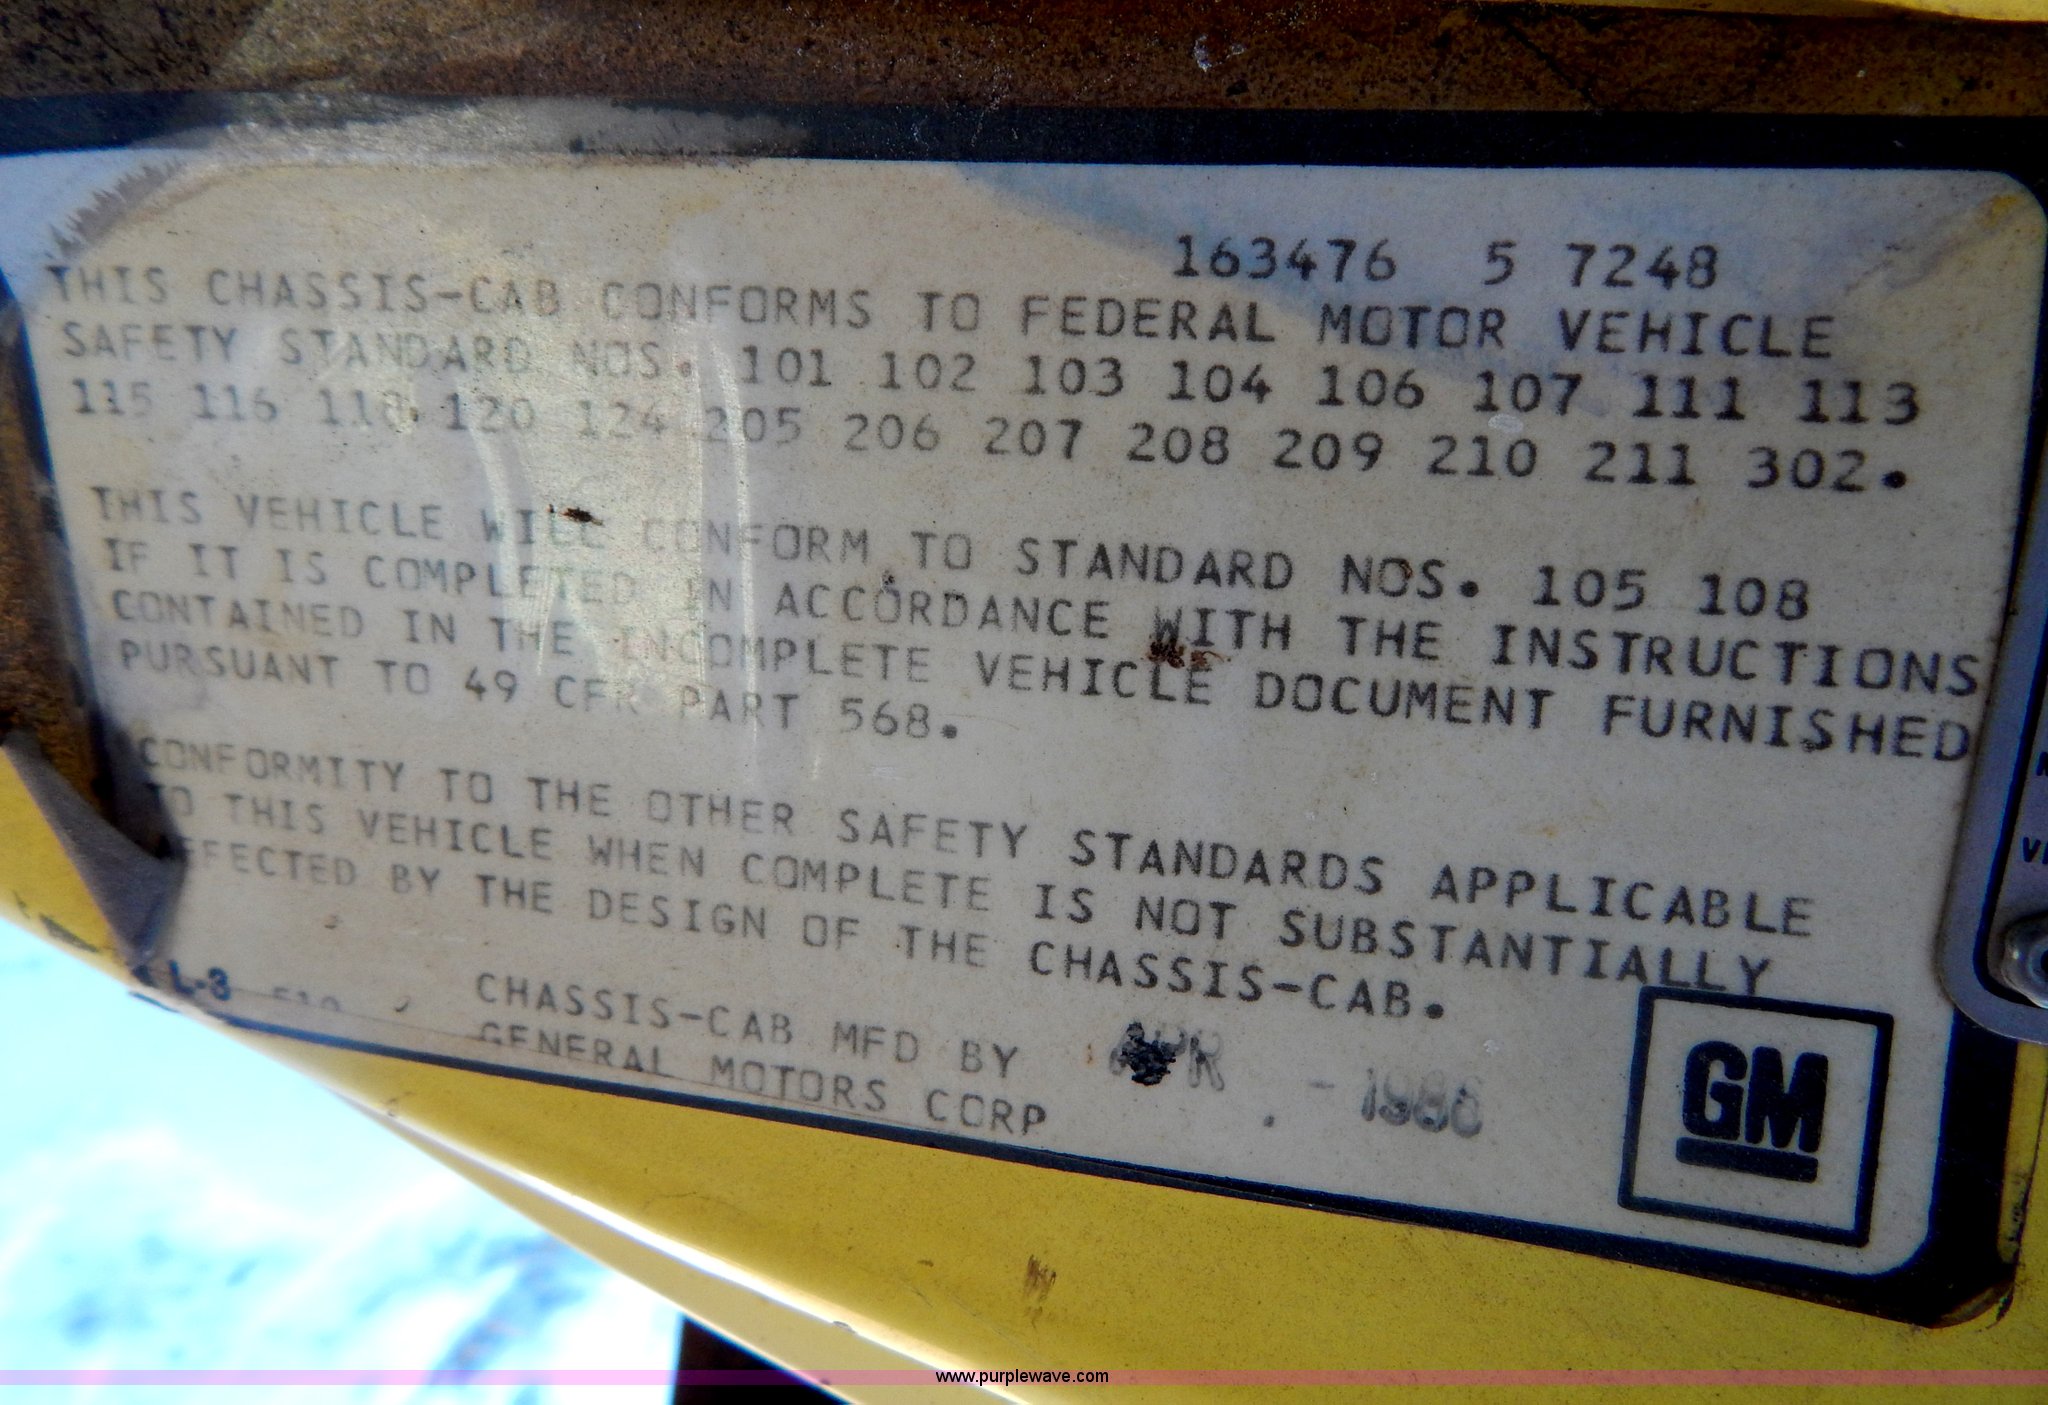 163476 5 7248
THIS CHASSIS-CAB CONFORMS TO FEDERAL MOTOR VEHICLE
SAFETY STANDARD NOS. 101 102 103 104 106 107 111 113
115 116 118 120 124 205 206 207 208 209 210 211 302.
THIS VEHICLE WILL CONFORM TO STANDARD NOS. 105 108
IF IT IS COMPLETED IN ACCORDANCE WITH THE INSTRUCTIONS
CONTAINED IN THE INCOMPLETE VEHICLE DOCUMENT FURNISHED
PURSUANT TO 49 CFR PART 568.
CONFORMITY TO THE OTHER SAFETY STANDARDS APPLICABLE
TO THIS VEHICLE WHEN COMPLETE IS NOT SUBSTANTIALLY
EFFECTED BY THE DESIGN OF THE CHASSIS-CAB.
L-3
CHASSIS-CAB MFD BY APR
GENERAL MOTORS CORP
GM
www.purplewave.com